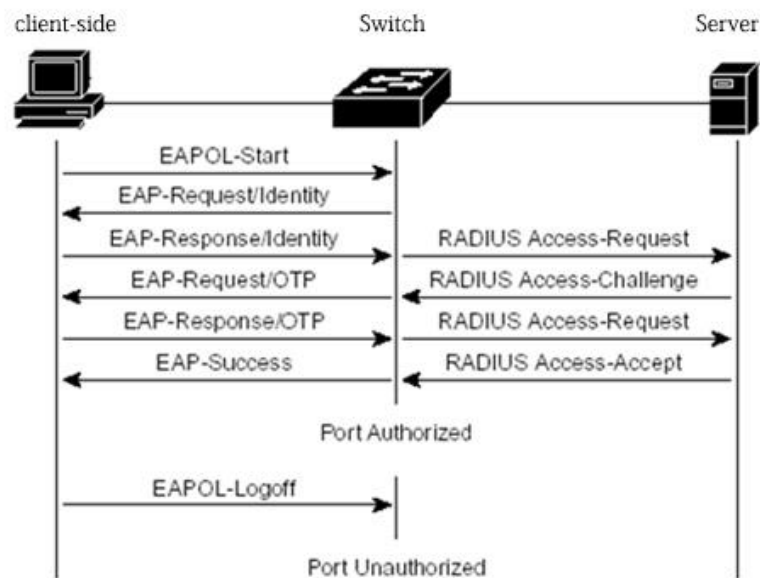 client-side Switch Server
EAPOL-Start
EAP-Request/Identity
EAP-Response/Identity RADIUS Access-Request
EAP-Request/OTP RADIUS Access-Challenge
EAP-Response/OTP RADIUS Access-Request
EAP-Success RADIUS Access-Accept
Port Authorized
EAPOL-Logoff
Port Unauthorized